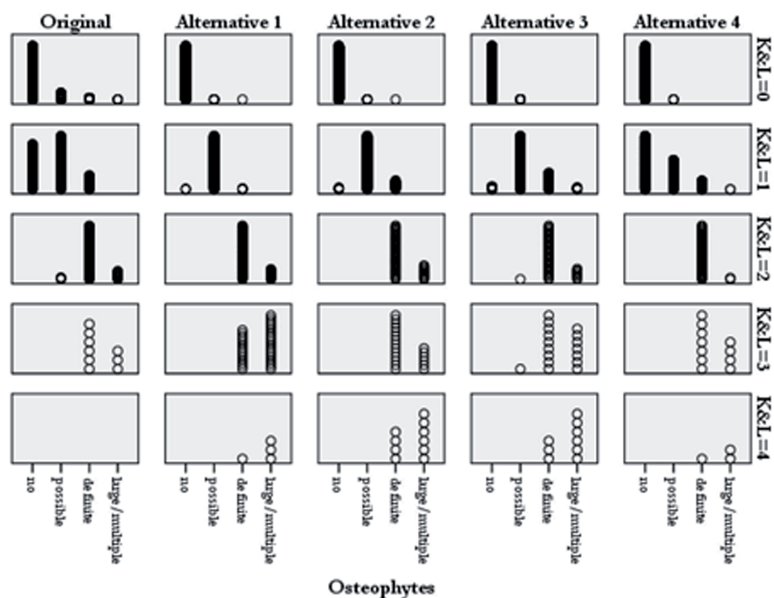 Original Alternative 1 Alternative 2 Alternative 3 Alternative 4
K&L=0
K&L=1
K&L=2
K&L=3
K&L=4
no possible definite large / multiple no possible definite large / multiple no possible definite large / multiple no possible definite large / multiple no possible definite large / multiple
Osteophytes